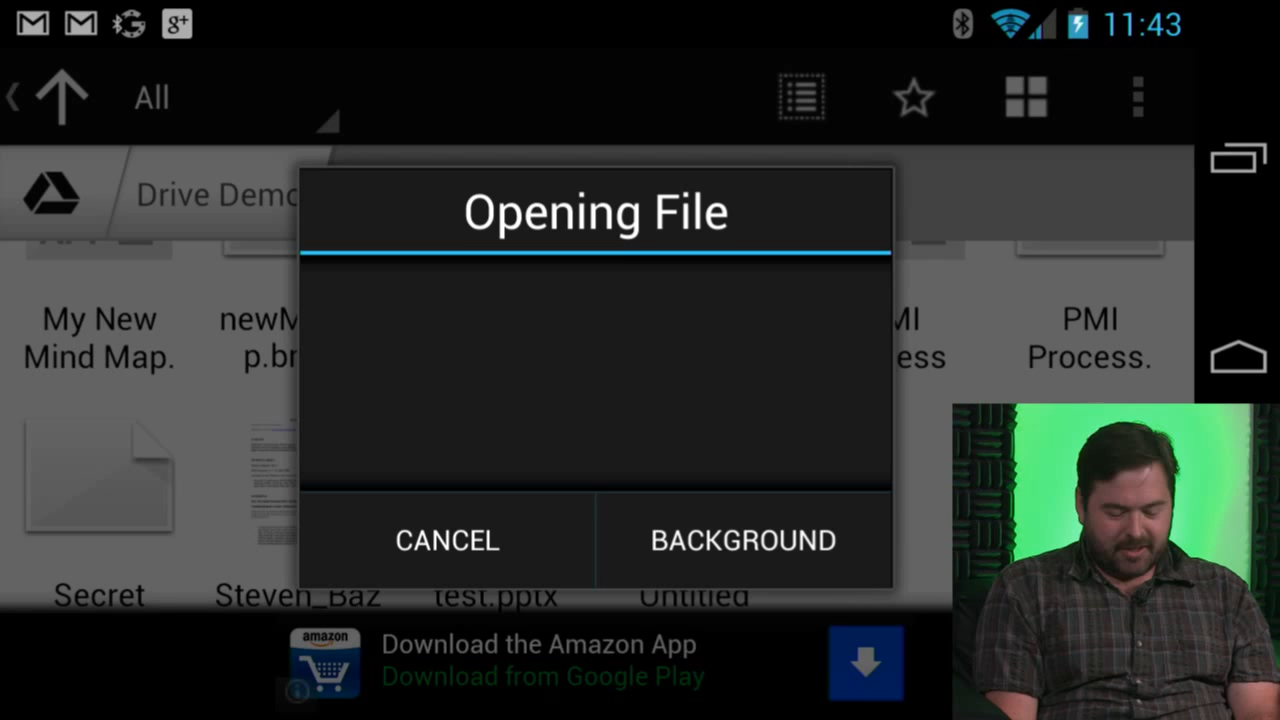 g+
11:43
All
Drive Demo
Opening File
My New
Mind Map.
newM
p.br
MI
ess
PMI
Process.
CANCEL
BACKGROUND
Secret
Steven_Baz
test.pptx
Untitled
amazon
Download the Amazon App
Download from Google Play